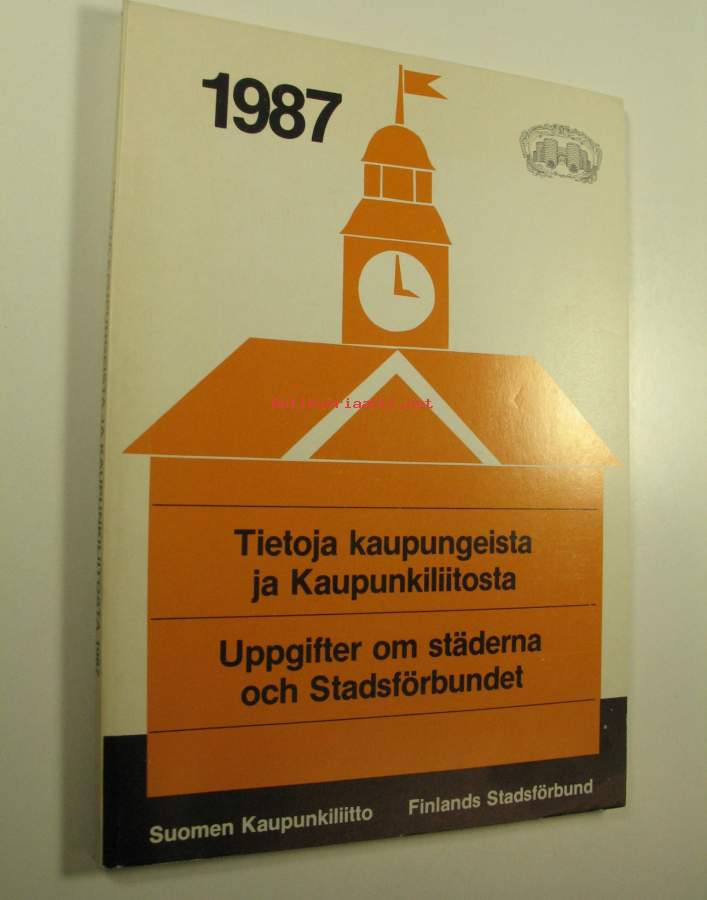 1987
Tietoja kaupungeista
ja Kaupunkiliitosta
Uppgifter om städerna
och Stadsförbundet
Suomen Kaupunkiliitto
Finlands Stadsförbund